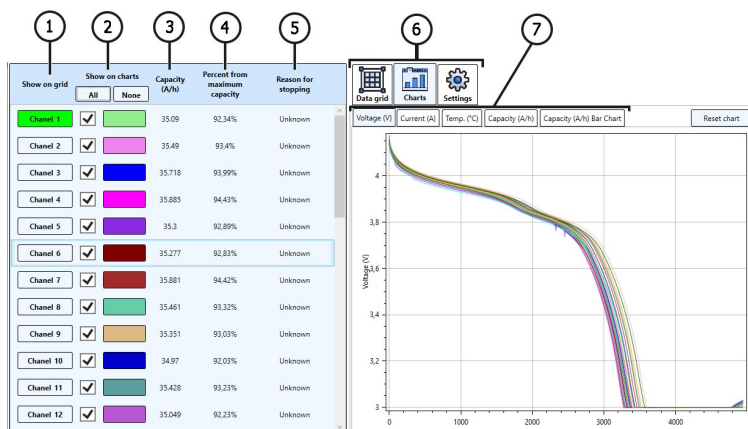 1 2 3 4 5 6 7
Show on grid
Show on charts
All None
Capacity
(A/h)
Percent from
maximum
capacity
Reason for
stopping
Chanel 1 35.09 92,34% Unknown
Chanel 2 35.49 93,4% Unknown
Chanel 3 35.718 93,99% Unknown
Chanel 4 35.885 94,43% Unknown
Chanel 5 35.3 92,89% Unknown
Chanel 6 35.277 92,83% Unknown
Chanel 7 35.881 94,42% Unknown
Chanel 8 35.461 93,32% Unknown
Chanel 9 35.351 93,03% Unknown
Chanel 10 34.97 92,03% Unknown
Chanel 11 35.428 93,23% Unknown
Chanel 12 35.049 92,23% Unknown
Data grid Charts Settings
Voltage (V) Current (A) Temp. (°C) Capacity (A/h) Capacity (A/h) Bar Chart Reset chart
Voltage (V)
4
3,8
3,6
3,4
3,2
3
0 1000 2000 3000 4000